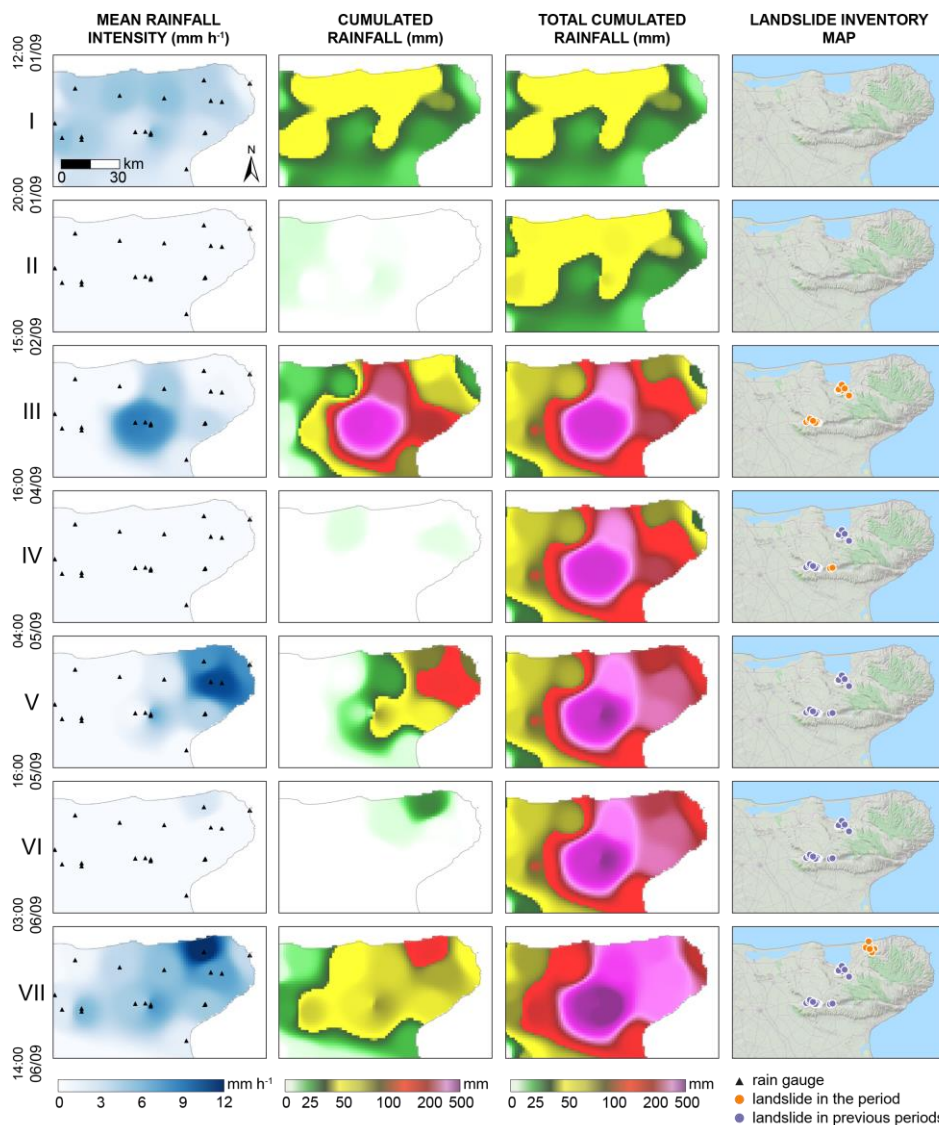 MEAN RAINFALL
INTENSITY (mm h⁻¹)
CUMULATED
RAINFALL (mm)
TOTAL CUMULATED
RAINFALL (mm)
LANDSLIDE INVENTORY
MAP
12:00
01/09
I
0 30 km
N
20:00
01/09
II
15:00
02/09
III
16:00
04/09
IV
04:00
05/09
V
16:00
05/09
VI
03:00
06/09
VII
14:00
06/09
mm h⁻¹
0 3 6 9 12
mm
0 25 50 100 200 500
mm
0 25 50 100 200 500
rain gauge
landslide in the period
landslide in previous periods